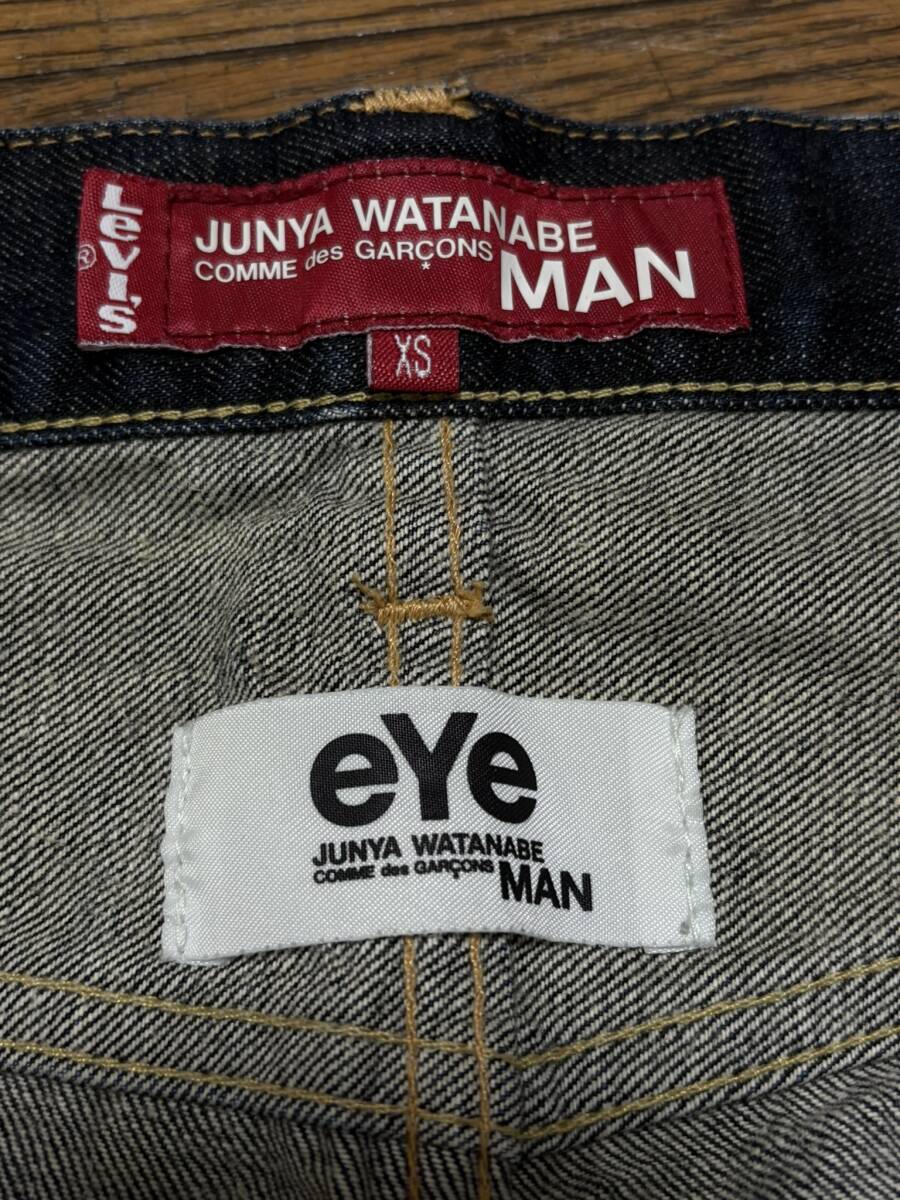 Levi's
®
JUNYA WATANABE
COMME des GARÇONS MAN
*
XS
eYe
JUNYA WATANABE
COMME des GARÇONS MAN